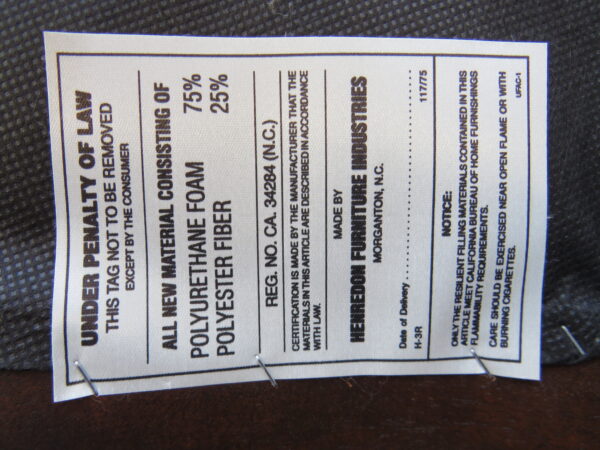 UNDER PENALTY OF LAW
THIS TAG NOT TO BE REMOVED
EXCEPT BY THE CONSUMER
ALL NEW MATERIAL CONSISTING OF
POLYURETHANE FOAM 75%
POLYESTER FIBER 25%
REG. NO. CA. 34284 (N.C.)
CERTIFICATION IS MADE BY THE MANUFACTURER THAT THE
MATERIALS IN THIS ARTICLE ARE DESCRIBED IN ACCORDANCE
WITH LAW.
MADE BY
HENREDON FURNITURE INDUSTRIES
MORGANTON, N.C.
Date of Delivery ........................................
H-3R 117/75
NOTICE:
ONLY THE RESILIENT FILLING MATERIALS CONTAINED IN THIS
ARTICLE MEET CALIFORNIA BUREAU OF HOME FURNISHINGS
FLAMMABILITY REQUIREMENTS.
CARE SHOULD BE EXERCISED NEAR OPEN FLAME OR WITH
BURNING CIGARETTES.
UFAC-1